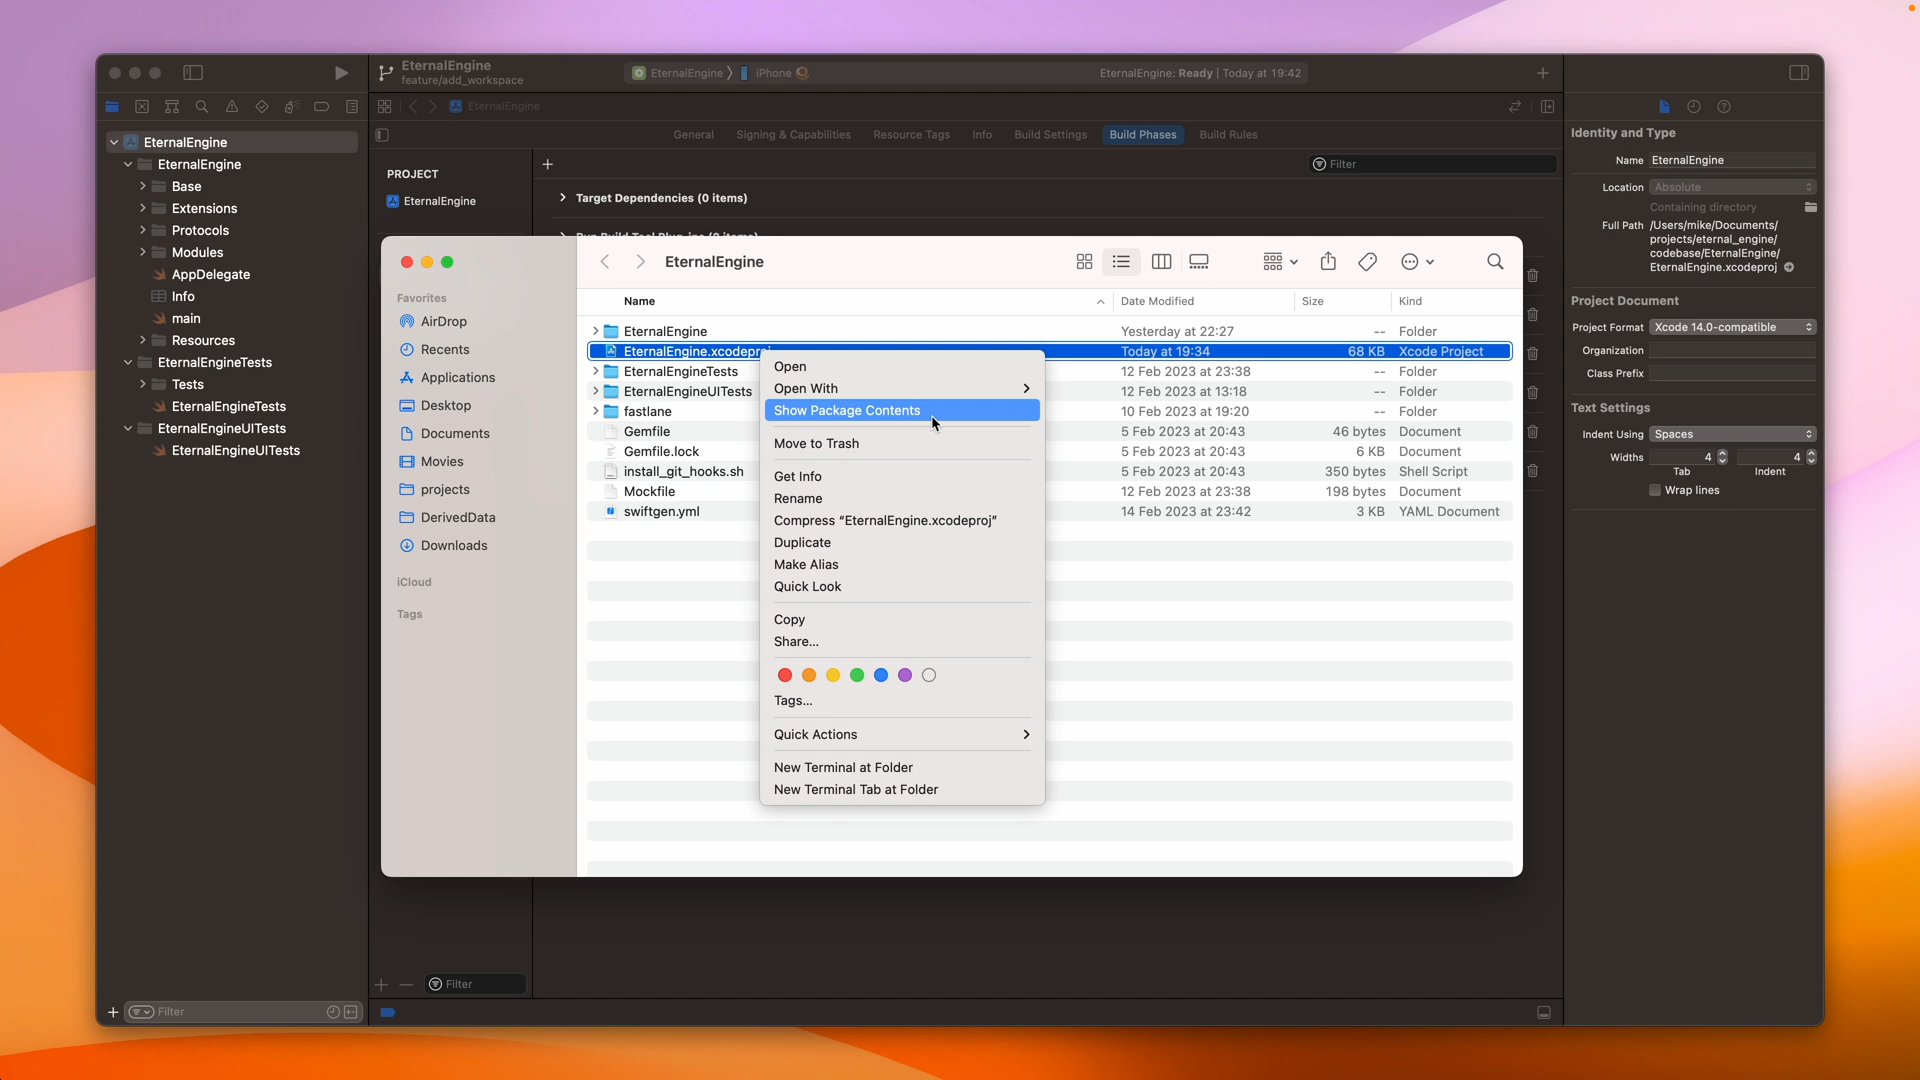 EternalEngine
feature/add_workspace
EternalEngine
iPhone
EternalEngine: Ready | Today at 19:42
EternalEngine
General
Signing & Capabilities
Resource Tags
Info
Build Settings
Build Phases
Build Rules
EternalEngine
EternalEngine
Base
Extensions
Protocols
Modules
AppDelegate
Info
main
Resources
EternalEngineTests
Tests
EternalEngineTests
EternalEngineUITests
EternalEngineUITests
Filter
PROJECT
EternalEngine
Filter
Filter
Target Dependencies (0 items)
EternalEngine
Favorites
AirDrop
Recents
Applications
Desktop
Documents
Movies
projects
DerivedData
Downloads
iCloud
Tags
Name Date Modified Size Kind
EternalEngine Yesterday at 22:27 -- Folder
EternalEngine.xcodeproj Today at 19:34 68 KB Xcode Project
EternalEngineTests 12 Feb 2023 at 23:38 -- Folder
EternalEngineUITests 12 Feb 2023 at 13:18 -- Folder
fastlane 10 Feb 2023 at 19:20 -- Folder
Gemfile 5 Feb 2023 at 20:43 46 bytes Document
Gemfile.lock 5 Feb 2023 at 20:43 6 KB Document
install_git_hooks.sh 5 Feb 2023 at 20:43 350 bytes Shell Script
Mockfile 12 Feb 2023 at 23:38 198 bytes Document
swiftgen.yml 14 Feb 2023 at 23:42 3 KB YAML Document
Open
Open With
Show Package Contents
Move to Trash
Get Info
Rename
Compress “EternalEngine.xcodeproj”
Duplicate
Make Alias
Quick Look
Copy
Share...
Tags...
Quick Actions
New Terminal at Folder
New Terminal Tab at Folder
Identity and Type
Name EternalEngine
Location Absolute
Containing directory
Full Path /Users/mike/Documents/
projects/eternal_engine/
codebase/EternalEngine/
EternalEngine.xcodeproj
Project Document
Project Format Xcode 14.0-compatible
Organization
Class Prefix
Text Settings
Indent Using Spaces
Widths 4 4
Tab Indent
Wrap lines